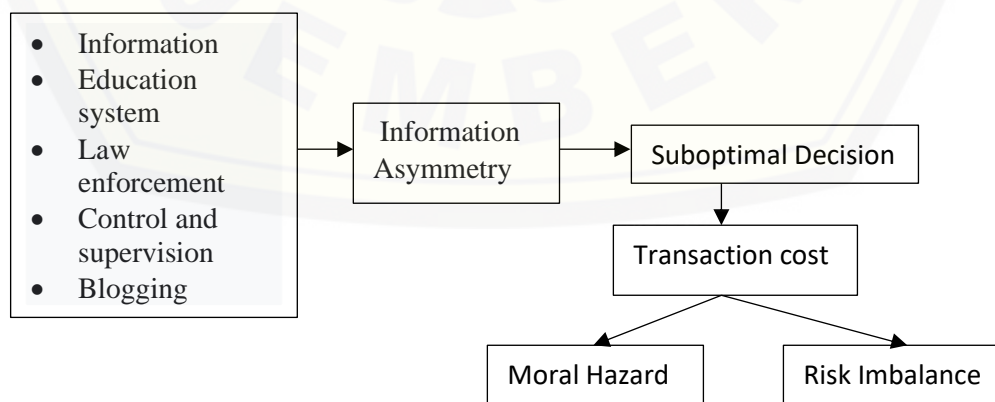 • Information
• Education
system
• Law
enforcement
• Control and
supervision
• Blogging
Information
Asymmetry
Suboptimal Decision
Transaction cost
Moral Hazard
Risk Imbalance